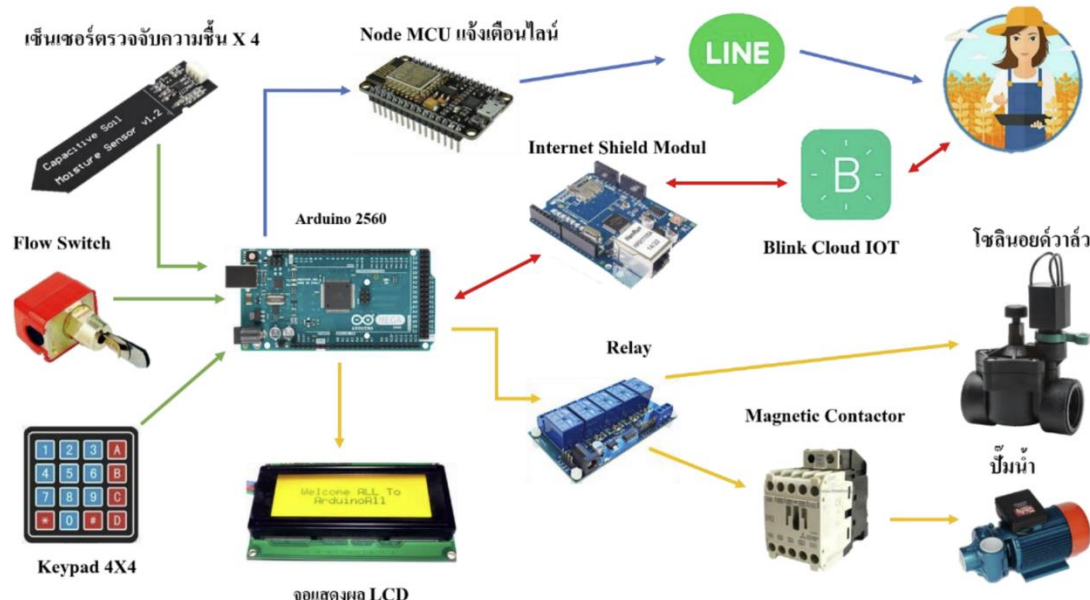 เซ็นเซอร์ตรวจจับความชื้น X 4
Node MCU แจ้งเตือนไลน์
LINE
Capacitive Soil
Moisture Sensor v1.2
Internet Shield Modul
B
Arduino 2560
Flow Switch
Blink Cloud IOT
โซลินอยด์วาล์ว
ARDUINO
MEGA
Relay
Magnetic Contactor
ปั๊มน้ำ
1 2 3 A
4 5 6 B
7 8 9 C
* 0 # D
Welcome ALL To
ArduinoAll
Keypad 4X4
จอแสดงผล LCD